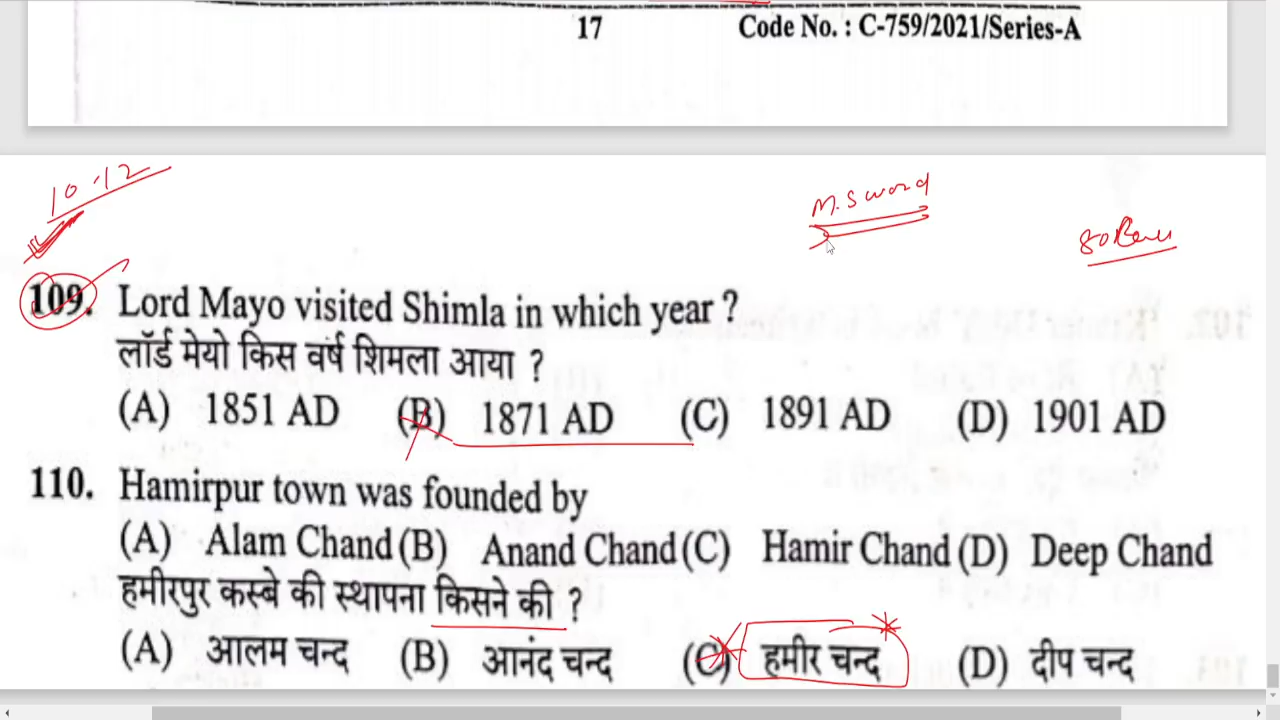 17 Code No. : C-759/2021/Series-A
10-12
M.S word
109. Lord Mayo visited Shimla in which year ?
लॉर्ड मेयो किस वर्ष शिमला आया ?
(A) 1851 AD (B) 1871 AD (C) 1891 AD (D) 1901 AD
110. Hamirpur town was founded by
(A) Alam Chand (B) Anand Chand (C) Hamir Chand (D) Deep Chand
हमीरपुर कस्बे की स्थापना किसने की ?
(A) आलम चन्द (B) आनंद चन्द (C) हमीर चन्द (D) दीप चन्द